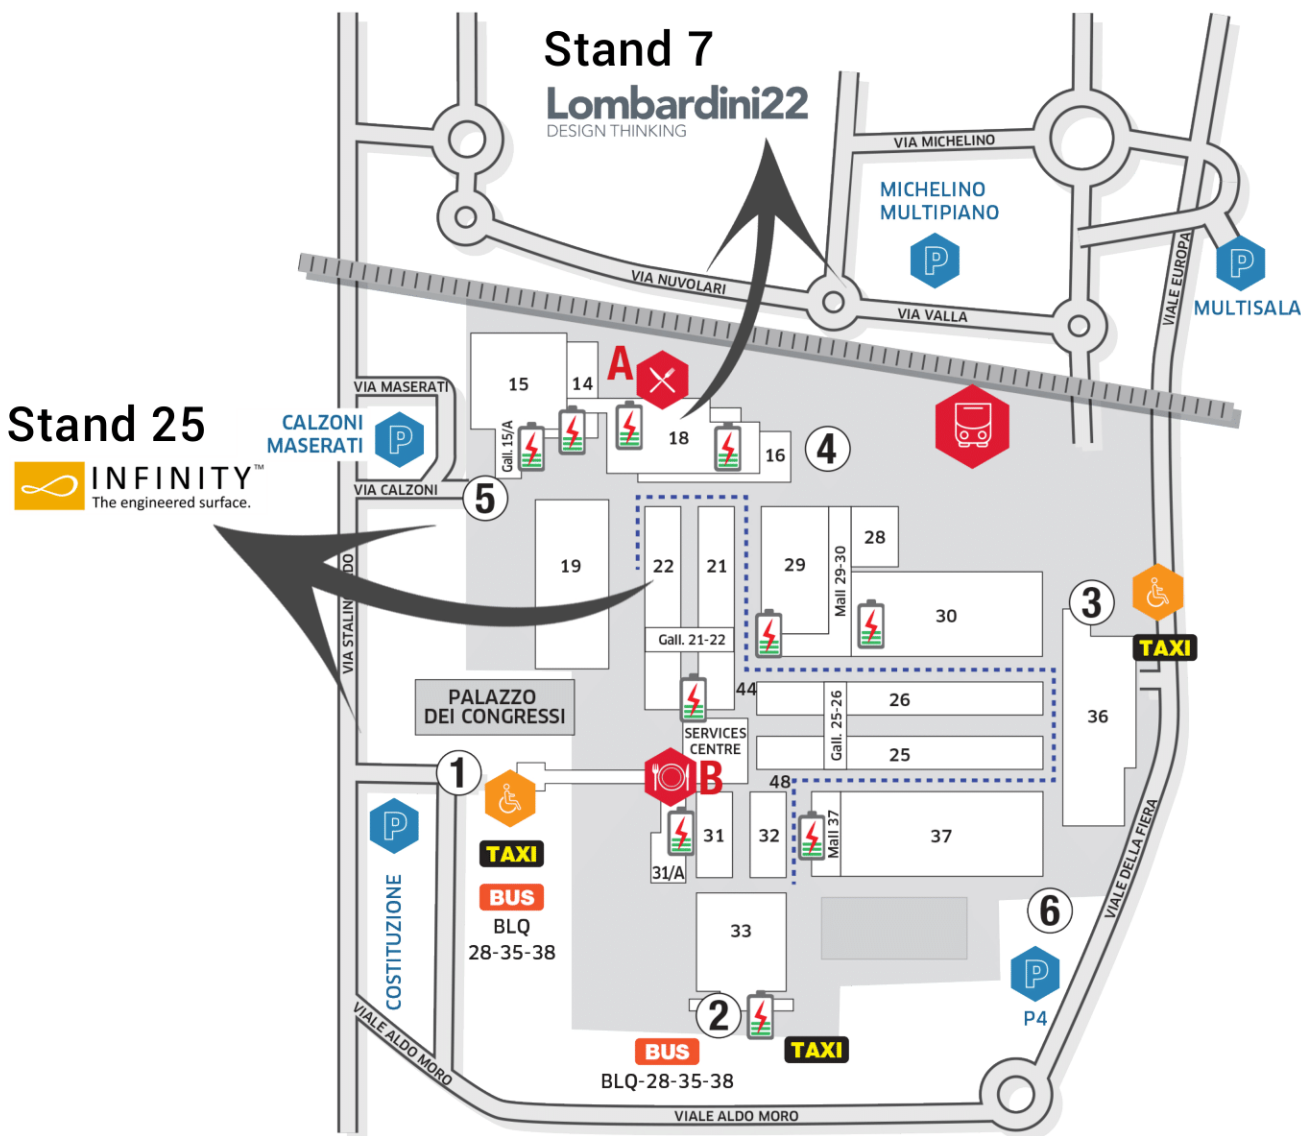 Stand 7
Lombardini22
DESIGN THINKING
VIA MICHELINO
MICHELINO
MULTIPIANO
P
P
VIALE EUROPA
MULTISALA
VIA NUVOLARI
VIA VALLA
15
14
A
VIA MASERATI
Stand 25
CALZONI
MASERATI
P
Gall. 15/A
18
16
4
INFINITY™
The engineered surface.
VIA CALZONI
5
19
22
21
29
Mall 29-30
28
30
3
TAXI
VIA STALIN
DO
Gall. 21-22
44
26
Gall. 25-26
25
36
PALAZZO
DEI CONGRESSI
SERVICES
CENTRE
1
B
48
P
COSTITUZIONE
TAXI
BUS
BLQ
28-35-38
31
31/A
32
Mall 37
37
VIALE DELLA FIERA
33
6
P
P4
2
BUS
BLQ-28-35-38
TAXI
VIALE ALDO MORO
VIALE ALDO MORO